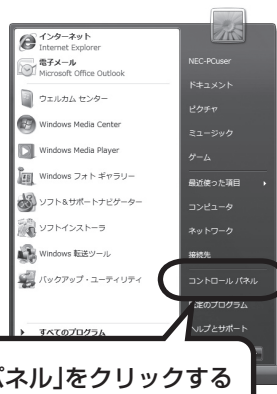 インターネット
Internet Explorer
電子メール
Microsoft Office Outlook
ウェルカム センター
Windows Media Center
Windows Media Player
Windows フォト ギャラリー
ソフト&サポートナビゲーター
ソフトインストーラ
Windows 転送ツール
バックアップ・ユーティリティ
すべてのプログラム
NEC-PCuser
ドキュメント
ピクチャ
ミュージック
ゲーム
最近使った項目
コンピュータ
ネットワーク
接続先
コントロール パネル
定のプログラム
ヘルプとサポート
パネル」をクリックする